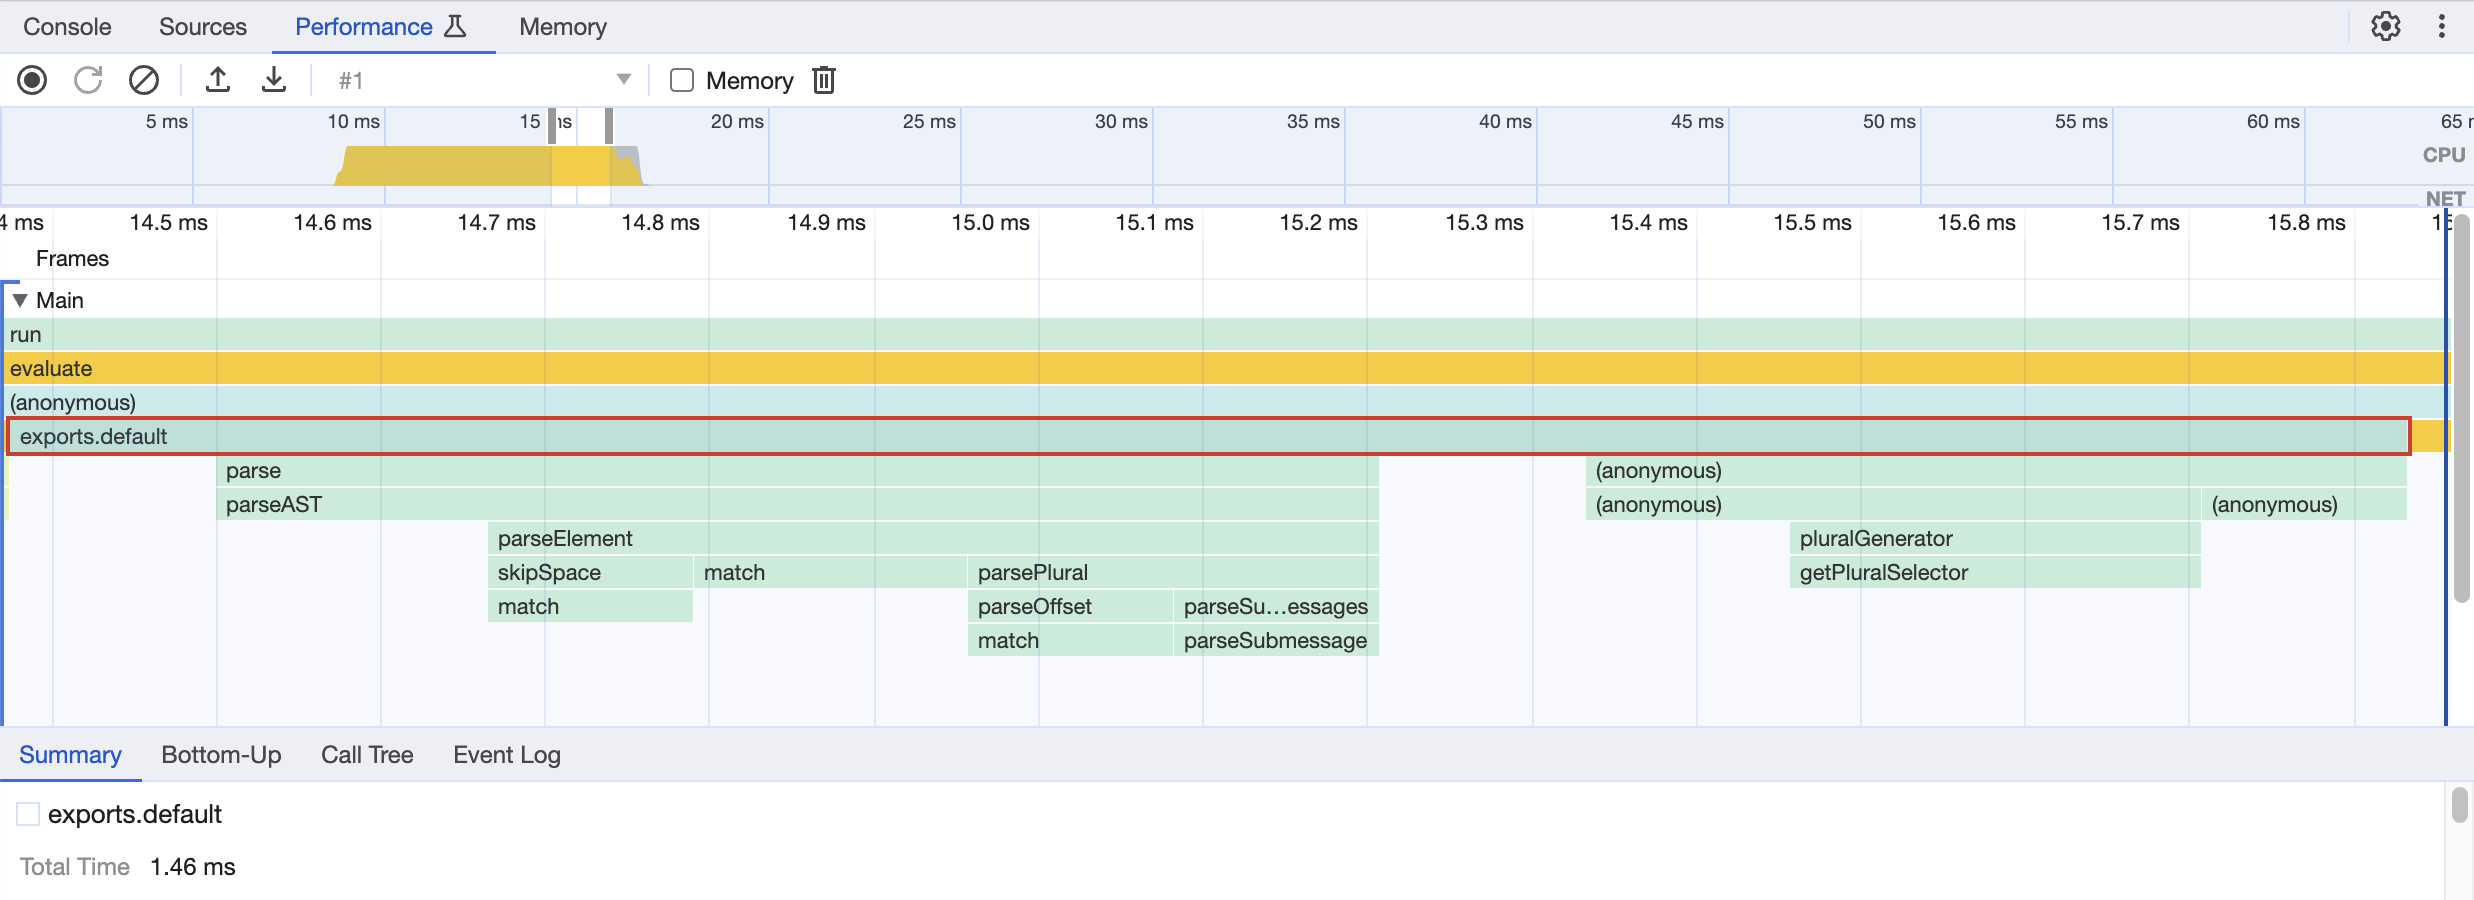 Console Sources Performance Memory
#1 Memory
5 ms 10 ms 15 ms 20 ms 25 ms 30 ms 35 ms 40 ms 45 ms 50 ms 55 ms 60 ms 65
CPU
NET
4 ms 14.5 ms 14.6 ms 14.7 ms 14.8 ms 14.9 ms 15.0 ms 15.1 ms 15.2 ms 15.3 ms 15.4 ms 15.5 ms 15.6 ms 15.7 ms 15.8 ms 15
Frames
Main
run
evaluate
(anonymous)
exports.default
parse (anonymous)
parseAST (anonymous) (anonymous)
parseElement pluralGenerator
skipSpace match parsePlural getPluralSelector
match parseOffset parseSu…essages
match parseSubmessage
Summary Bottom-Up Call Tree Event Log
exports.default
Total Time 1.46 ms